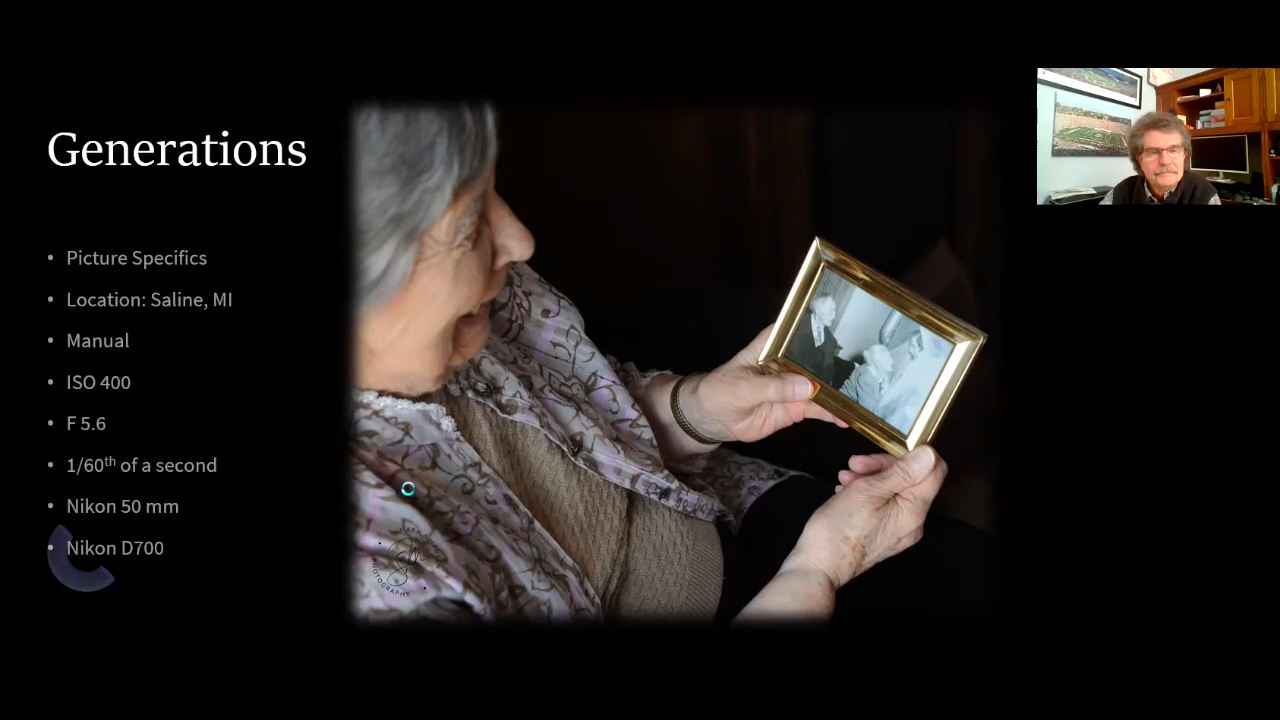 Generations
• Picture Specifics
• Location: Saline, MI
• Manual
• ISO 400
• F 5.6
• 1/60th of a second
• Nikon 50 mm
• Nikon D700
PHOTOGRAPHY